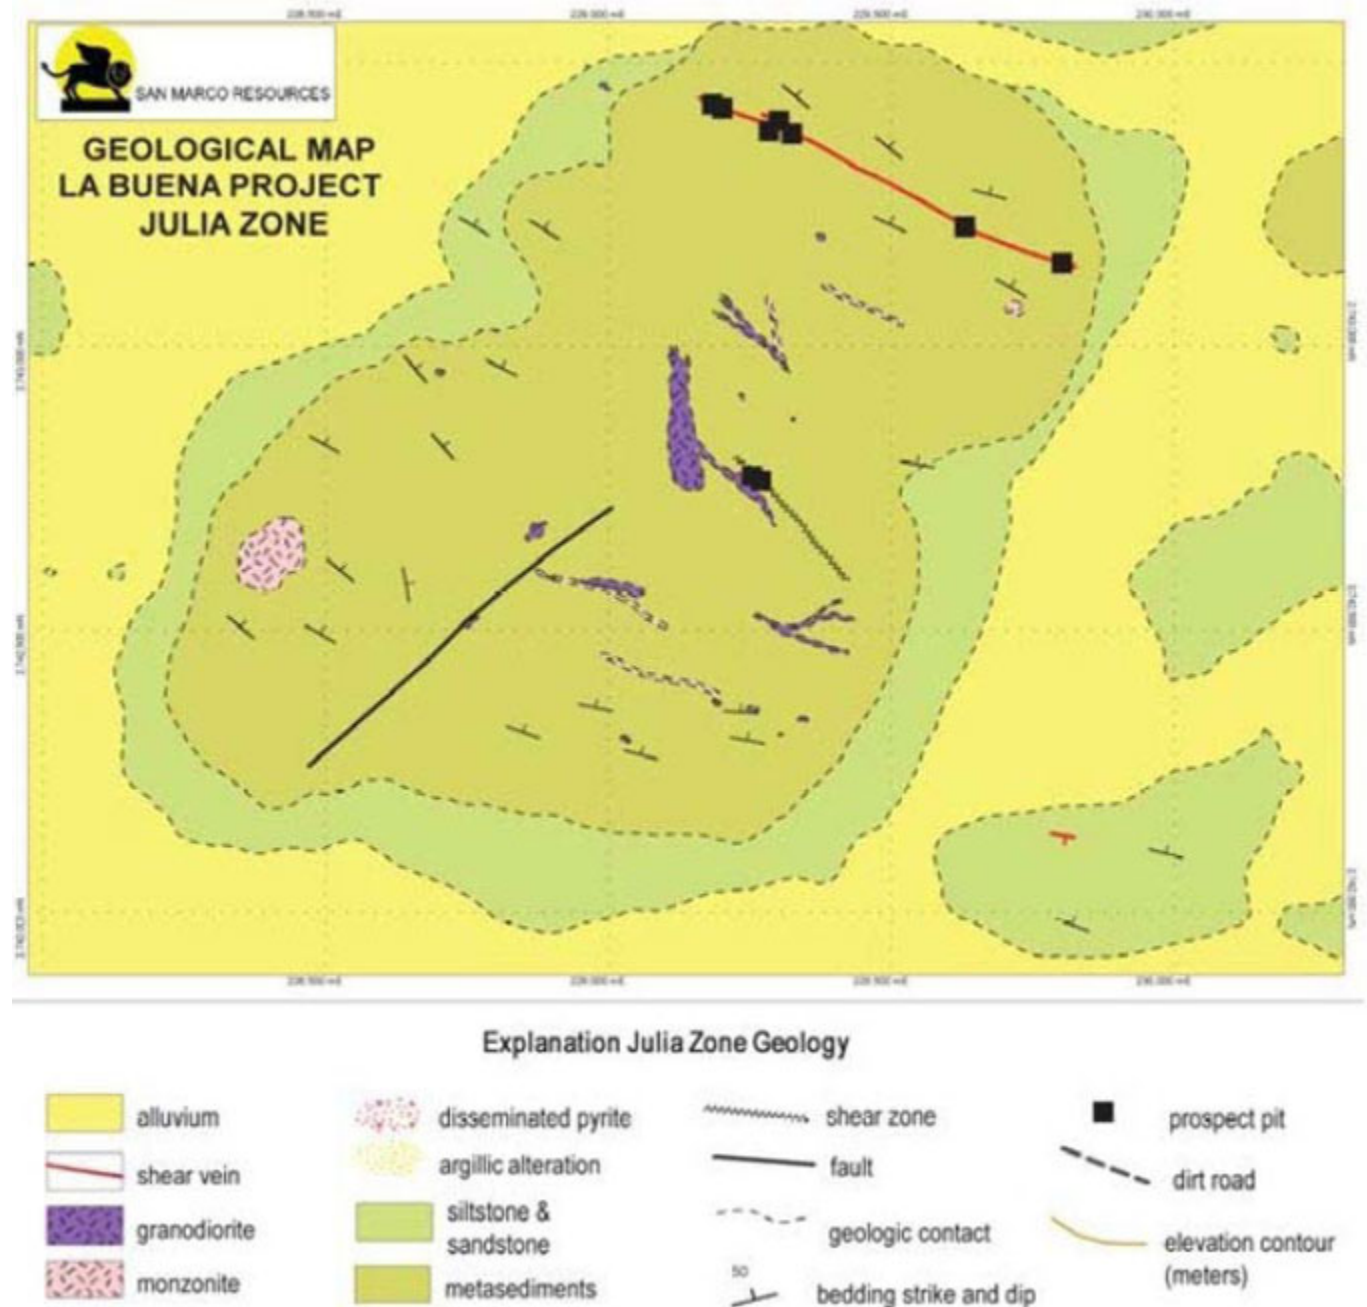 SAN MARCO RESOURCES
GEOLOGICAL MAP
LA BUENA PROJECT
JULIA ZONE
Explanation Julia Zone Geology
alluvium
shear vein
granodiorite
monzonite
disseminated pyrite
argillic alteration
siltstone &
sandstone
metasediments
shear zone
fault
geologic contact
50
bedding strike and dip
prospect pit
dirt road
elevation contour
(meters)